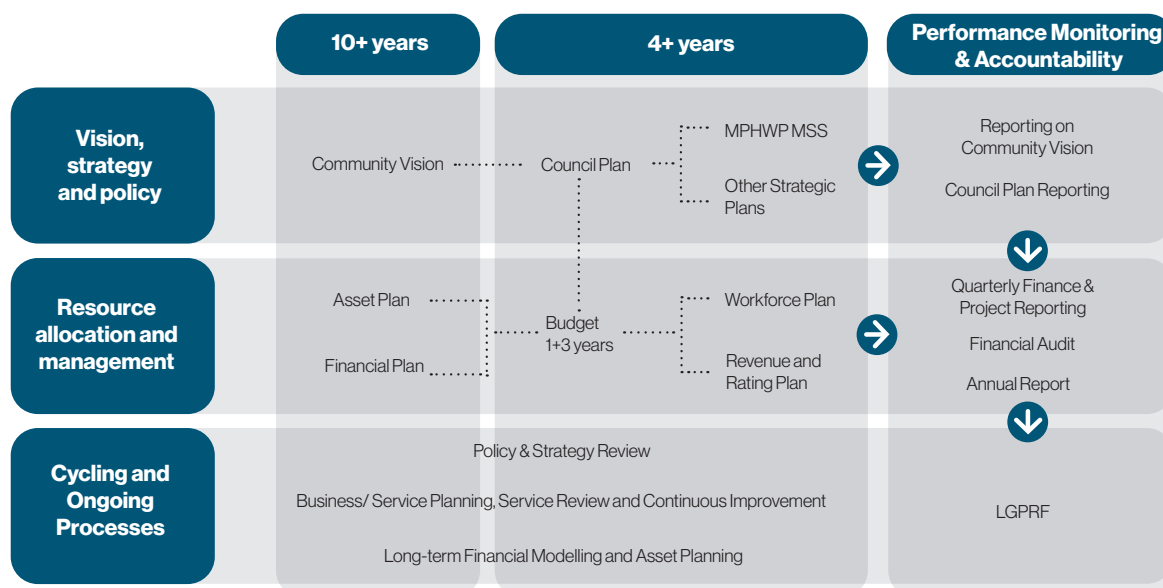 10+ years
4+ years
Performance Monitoring
& Accountability
Vision,
strategy
and policy
Community Vision
Council Plan
MPHWP MSS
Other Strategic
Plans
Reporting on
Community Vision
Council Plan Reporting
Resource
allocation and
management
Asset Plan
Financial Plan
Budget
1+3 years
Workforce Plan
Revenue and
Rating Plan
Quarterly Finance &
Project Reporting
Financial Audit
Annual Report
Cycling and
Ongoing
Processes
Policy & Strategy Review
Business/ Service Planning, Service Review and Continuous Improvement
Long-term Financial Modelling and Asset Planning
LGPRF